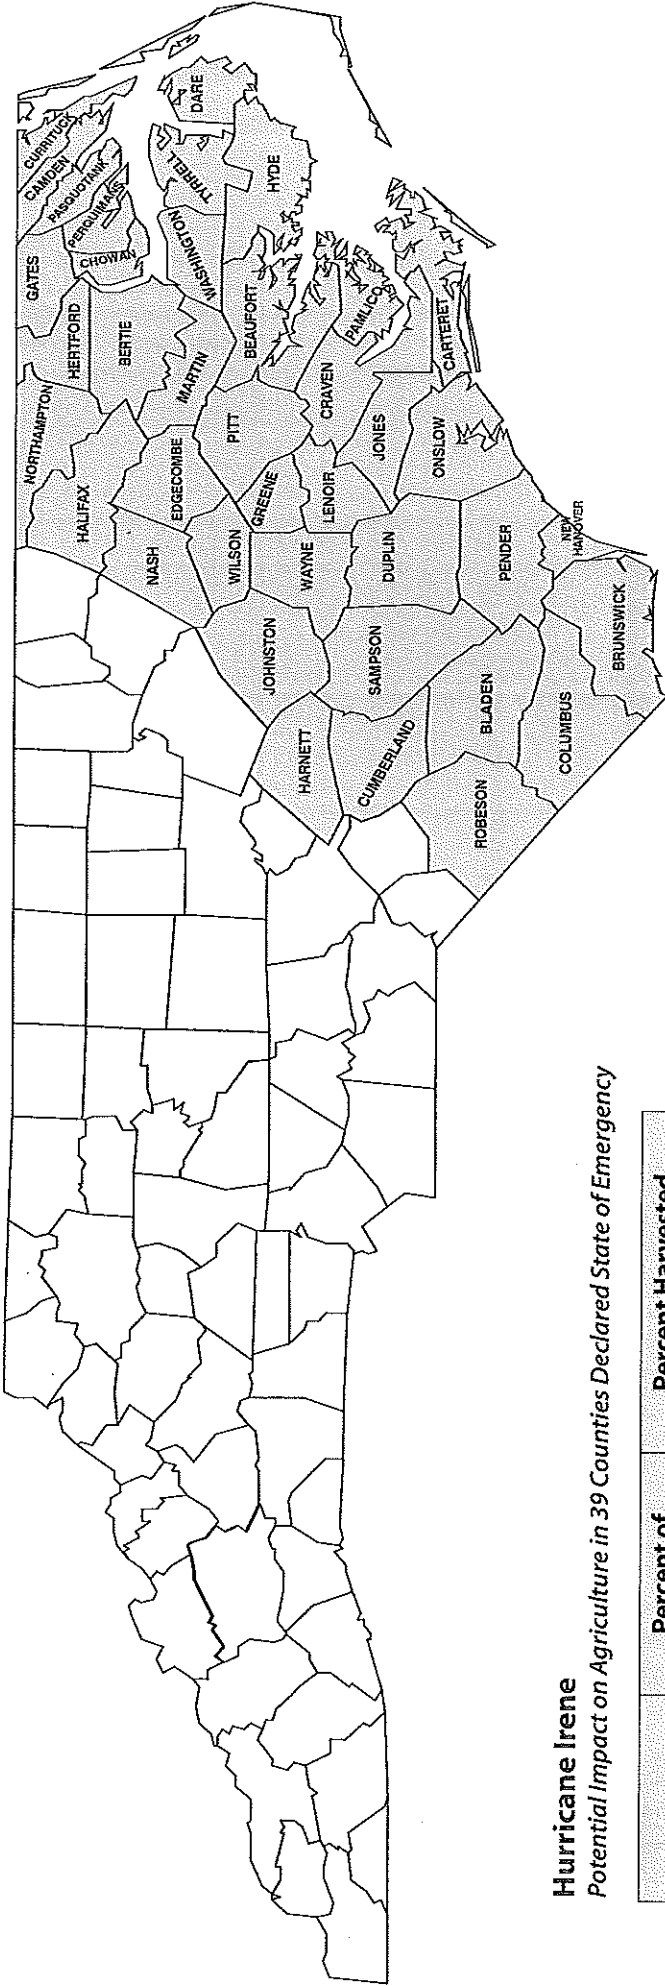 CURRITUCK
CAMDEN
PASQUOTANK
PERQUIMANS
GATES
CHOWAN
HERTFORD
NORTHAMPTON
HALIFAX
BERTIE
DARE
TYRRELL
WASHINGTON
HYDE
MARTIN
EDGECOMBE
NASH
BEAUFORT
PITT
WILSON
GREENE
JOHNSTON
WAYNE
LENOIR
CRAVEN
PAMLICO
JONES
CARTERET
HARNETT
SAMPSON
DUPLIN
ONSLOW
CUMBERLAND
BLADEN
PENDER
NEW
HANOVER
ROBESON
COLUMBUS
BRUNSWICK
Hurricane Irene
Potential Impact on Agriculture in 39 Counties Declared State of Emergency
Percent of
Percent Harvested